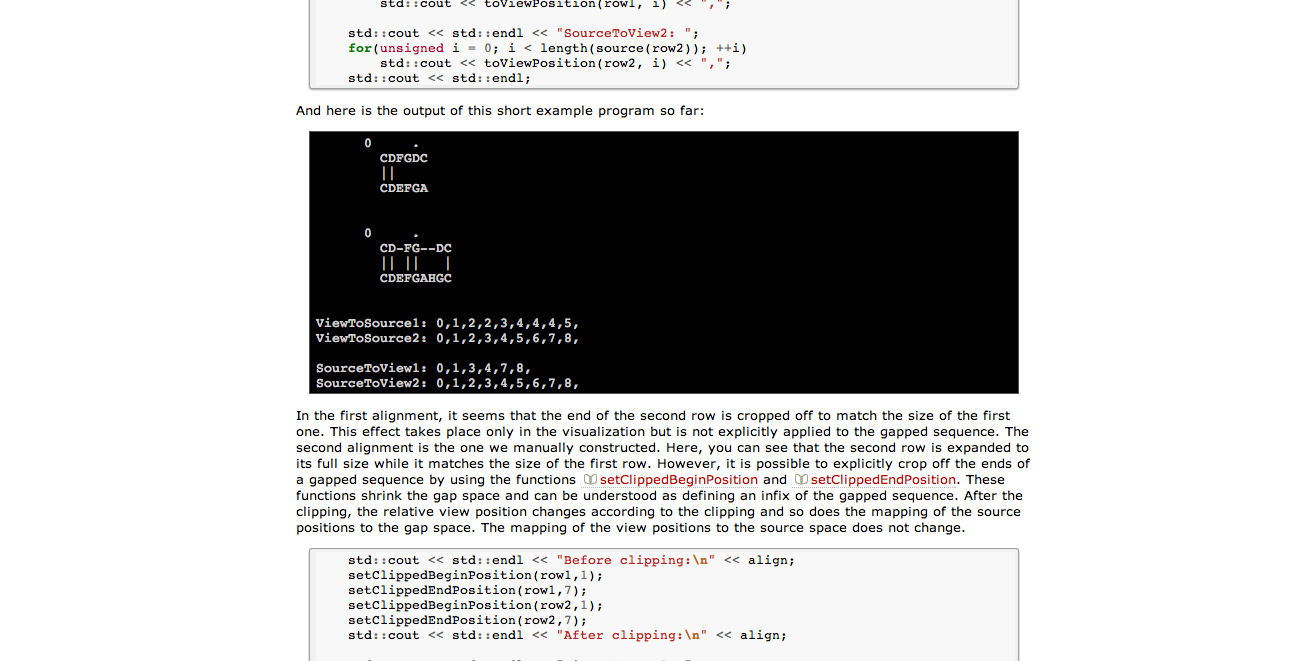 std::cout << toViewPosition(row1, i) << ",";
std::cout << std::endl << "SourceToView2: ";
for(unsigned i = 0; i < length(source(row2)); ++i)
std::cout << toViewPosition(row2, i) << ",";
std::cout << std::endl;
And here is the output of this short example program so far:
0 .
CDFGDC
||
CDEFGA
0 .
CD-FG--DC
|| || |
CDEFGAHGC
ViewToSource1: 0,1,2,2,3,4,4,4,5,
ViewToSource2: 0,1,2,3,4,5,6,7,8,
SourceToView1: 0,1,3,4,7,8,
SourceToView2: 0,1,2,3,4,5,6,7,8,
In the first alignment, it seems that the end of the second row is cropped off to match the size of the first
one. This effect takes place only in the visualization but is not explicitly applied to the gapped sequence. The
second alignment is the one we manually constructed. Here, you can see that the second row is expanded to
its full size while it matches the size of the first row. However, it is possible to explicitly crop off the ends of
a gapped sequence by using the functions setClippedBeginPosition and setClippedEndPosition. These
functions shrink the gap space and can be understood as defining an infix of the gapped sequence. After the
clipping, the relative view position changes according to the clipping and so does the mapping of the source
positions to the gap space. The mapping of the view positions to the source space does not change.
std::cout << std::endl << "Before clipping:\n" << align;
setClippedBeginPosition(row1,1);
setClippedEndPosition(row1,7);
setClippedBeginPosition(row2,1);
setClippedEndPosition(row2,7);
std::cout << std::endl << "After clipping:\n" << align;